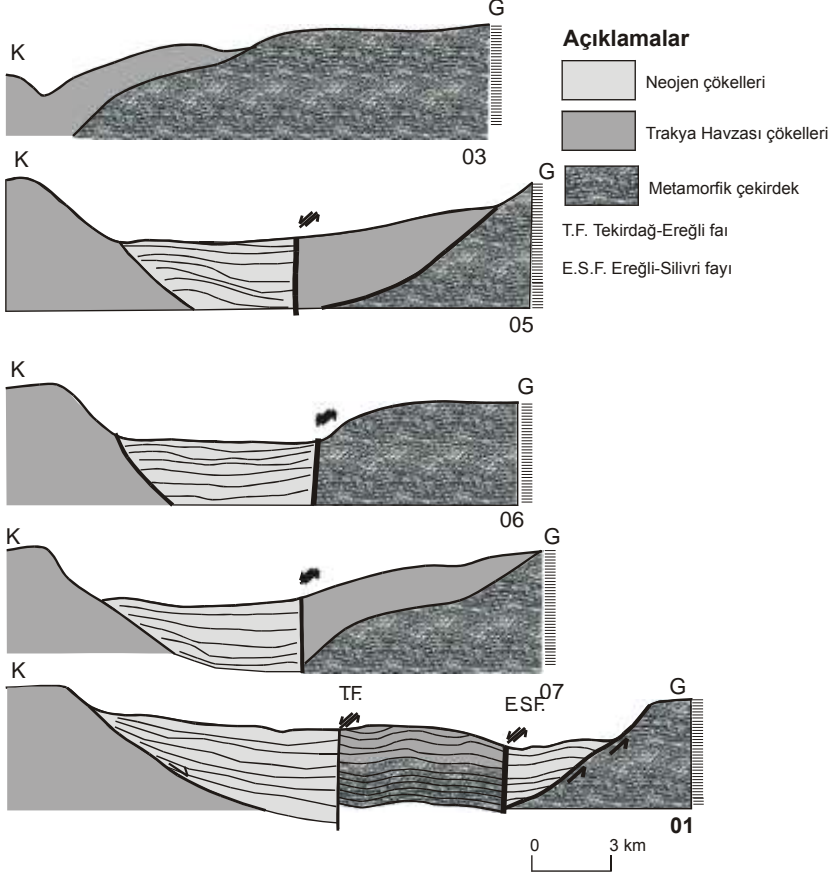 K
G
03
Açıklamalar
Neojen çökelleri
Trakya Havzası çökelleri
Metamorfik çekirdek
T.F. Tekirdağ-Ereğli faı
E.S.F. Ereğli-Silivri fayı
K
G
05
K
G
06
K
G
07
K
T.F.
E.S.F.
G
01
0 3 km